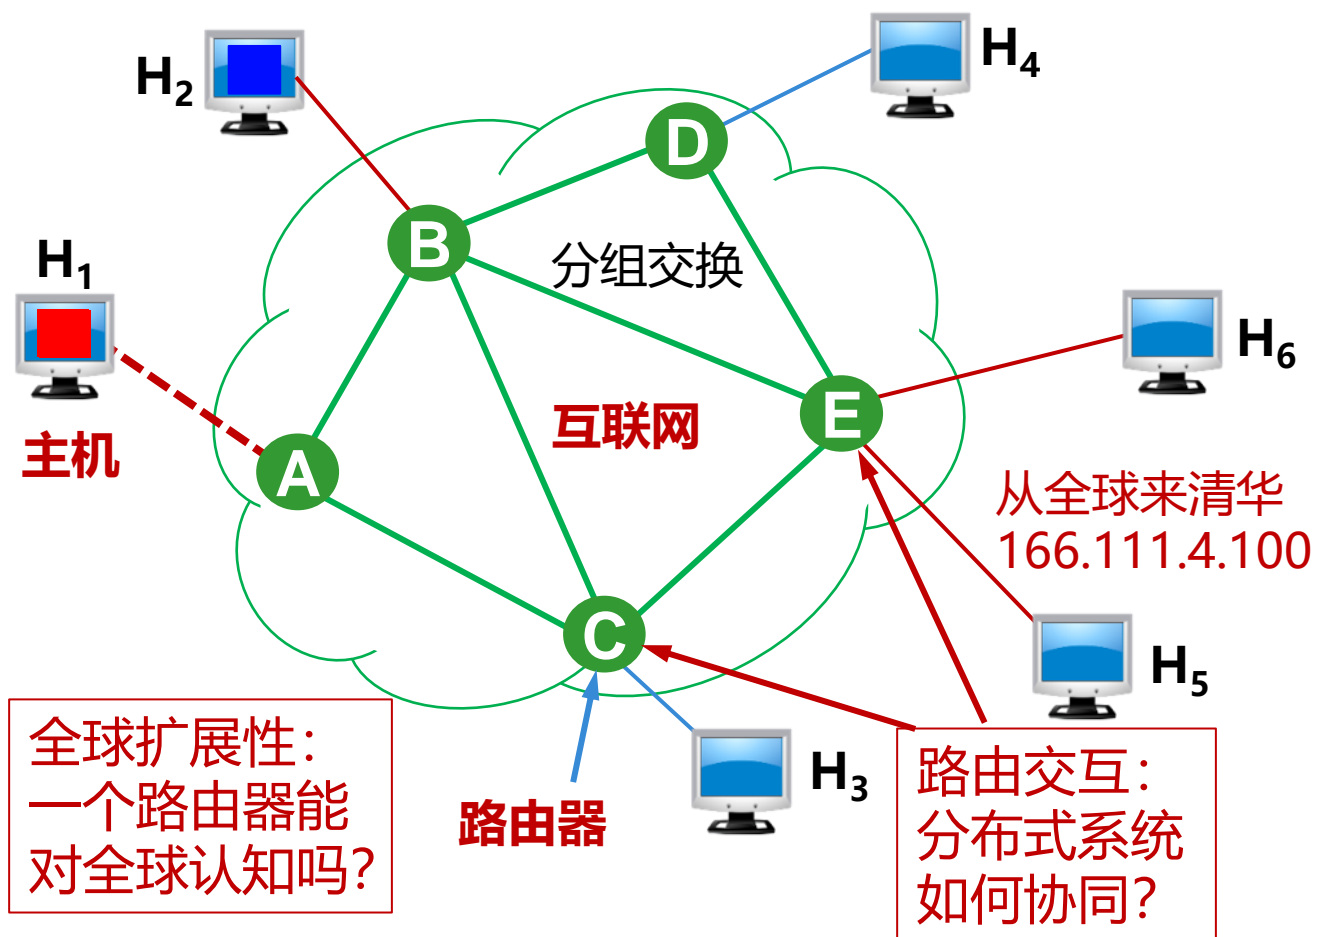 H₂
H₄
D
B
分组交换
H₁
H₆
互联网
E
主机
A
从全球来清华
166.111.4.100
C
H₅
全球扩展性：
一个路由器能
对全球认知吗？
路由器
H₃
路由交互：
分布式系统
如何协同？